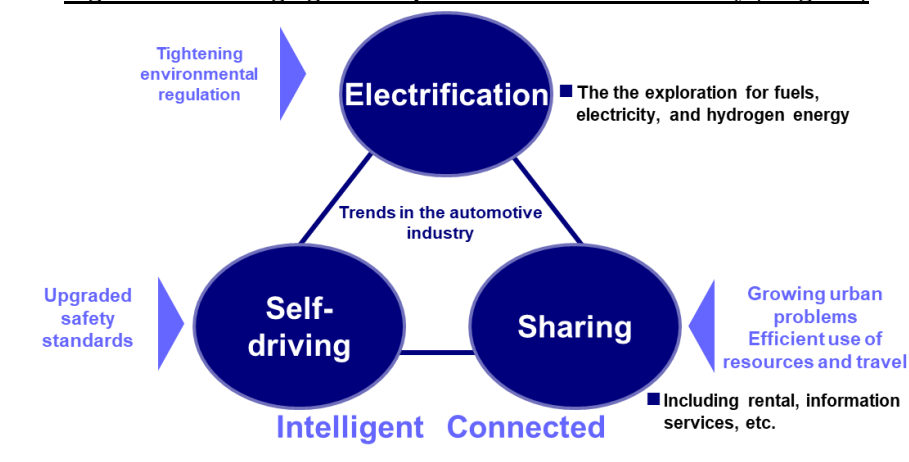 Tightening
environmental
regulation
Electrification
■ The the exploration for fuels,
electricity, and hydrogen energy
Trends in the automotive
industry
Upgraded
safety
standards
Self-
driving
Sharing
Growing urban
problems
Efficient use of
resources and travel
■ Including rental, information
services, etc.
Intelligent Connected